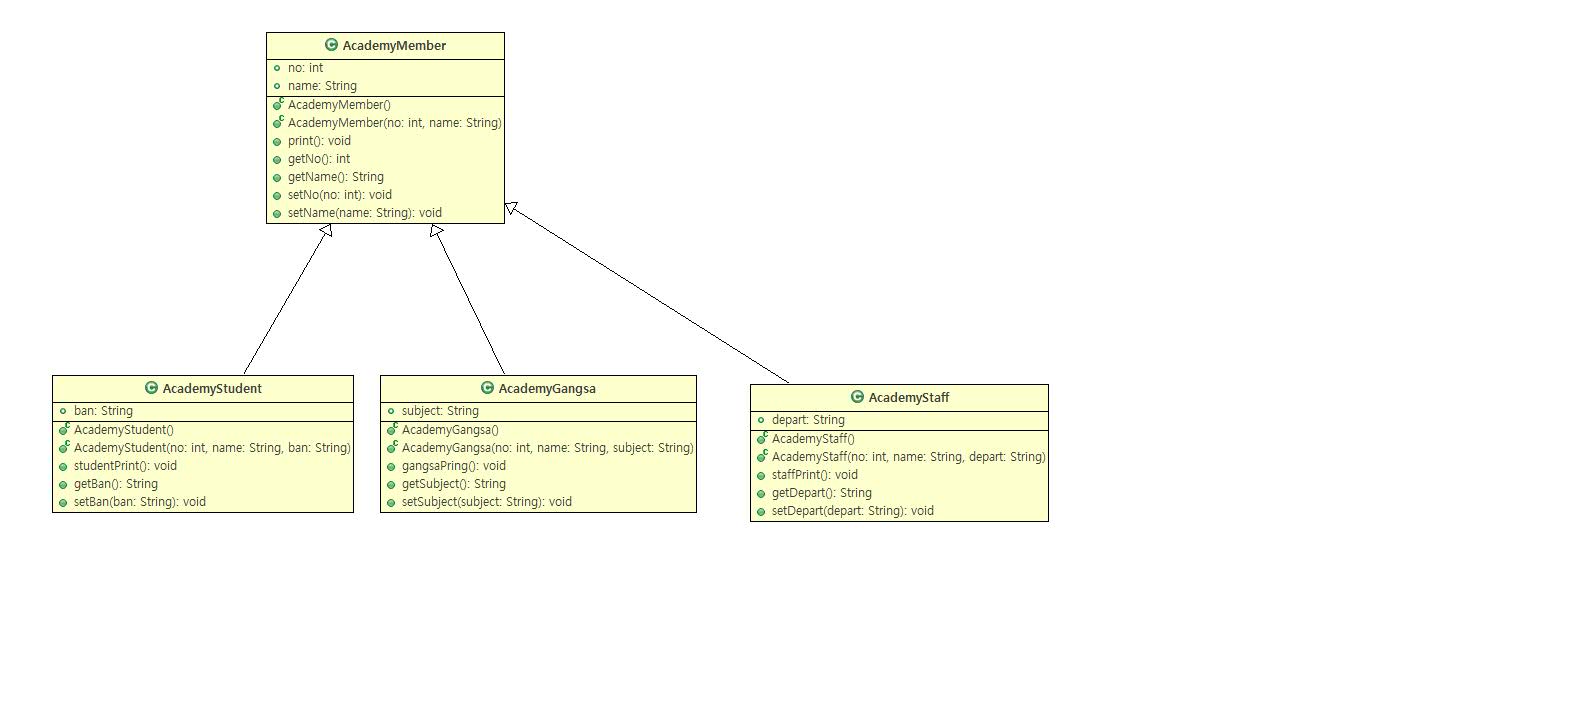 AcademyMember
no: int
name: String
AcademyMember()
AcademyMember(no: int, name: String)
print(): void
getNo(): int
getName(): String
setNo(no: int): void
setName(name: String): void
AcademyStudent
ban: String
AcademyStudent()
AcademyStudent(no: int, name: String, ban: String)
studentPrint(): void
getBan(): String
setBan(ban: String): void
AcademyGangsa
subject: String
AcademyGangsa()
AcademyGangsa(no: int, name: String, subject: String)
gangsaPring(): void
getSubject(): String
setSubject(subject: String): void
AcademyStaff
depart: String
AcademyStaff()
AcademyStaff(no: int, name: String, depart: String)
staffPrint(): void
getDepart(): String
setDepart(depart: String): void